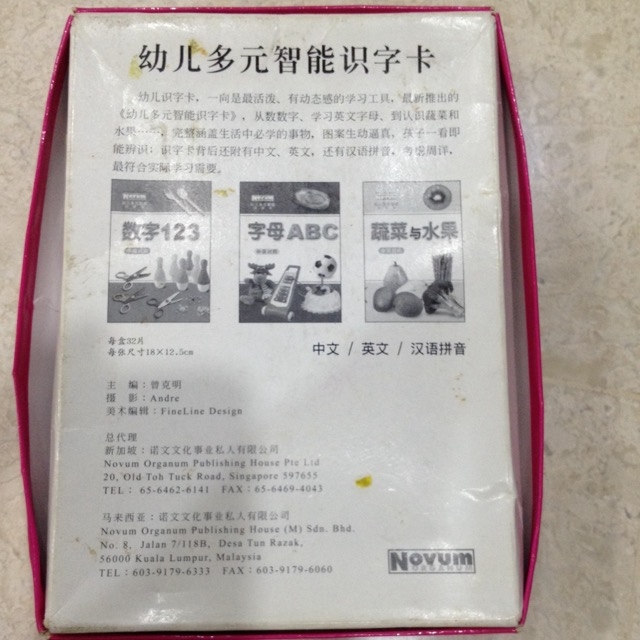 幼儿多元智能识字卡
幼儿识字卡，一向是最活泼、有动态感的学习工具，最新推出的
《幼儿多元智能识字卡》，从数数字、学习英文字母、到认识蔬菜和
水果……，完整涵盖生活中必学的事物，图案生动逼真，孩子一看即
能辨识；识字卡背后还附有中文、英文，还有汉语拼音，考虑周详，
最符合实际学习需要。
数字123
字母ABC
蔬菜与水果
每盒32片
每张尺寸18×12.5cm
中文 / 英文 / 汉语拼音
主 编：曾克明
摄 影：Andre
美术编辑：FineLine Design
总代理
新加坡：诺文文化事业私人有限公司
Novum Organum Publishing House Pte Ltd
20, Old Toh Tuck Road, Singapore 597655
TEL： 65-6462-6141 FAX：65-6469-4043
马来西亚：诺文文化事业私人有限公司
Novum Organum Publishing House (M) Sdn. Bhd.
No. 8, Jalan 7/118B, Desa Tun Razak,
56000 Kuala Lumpur, Malaysia
TEL：603-9179-6333 FAX：603-9179-6060
Novum
ORGANUM